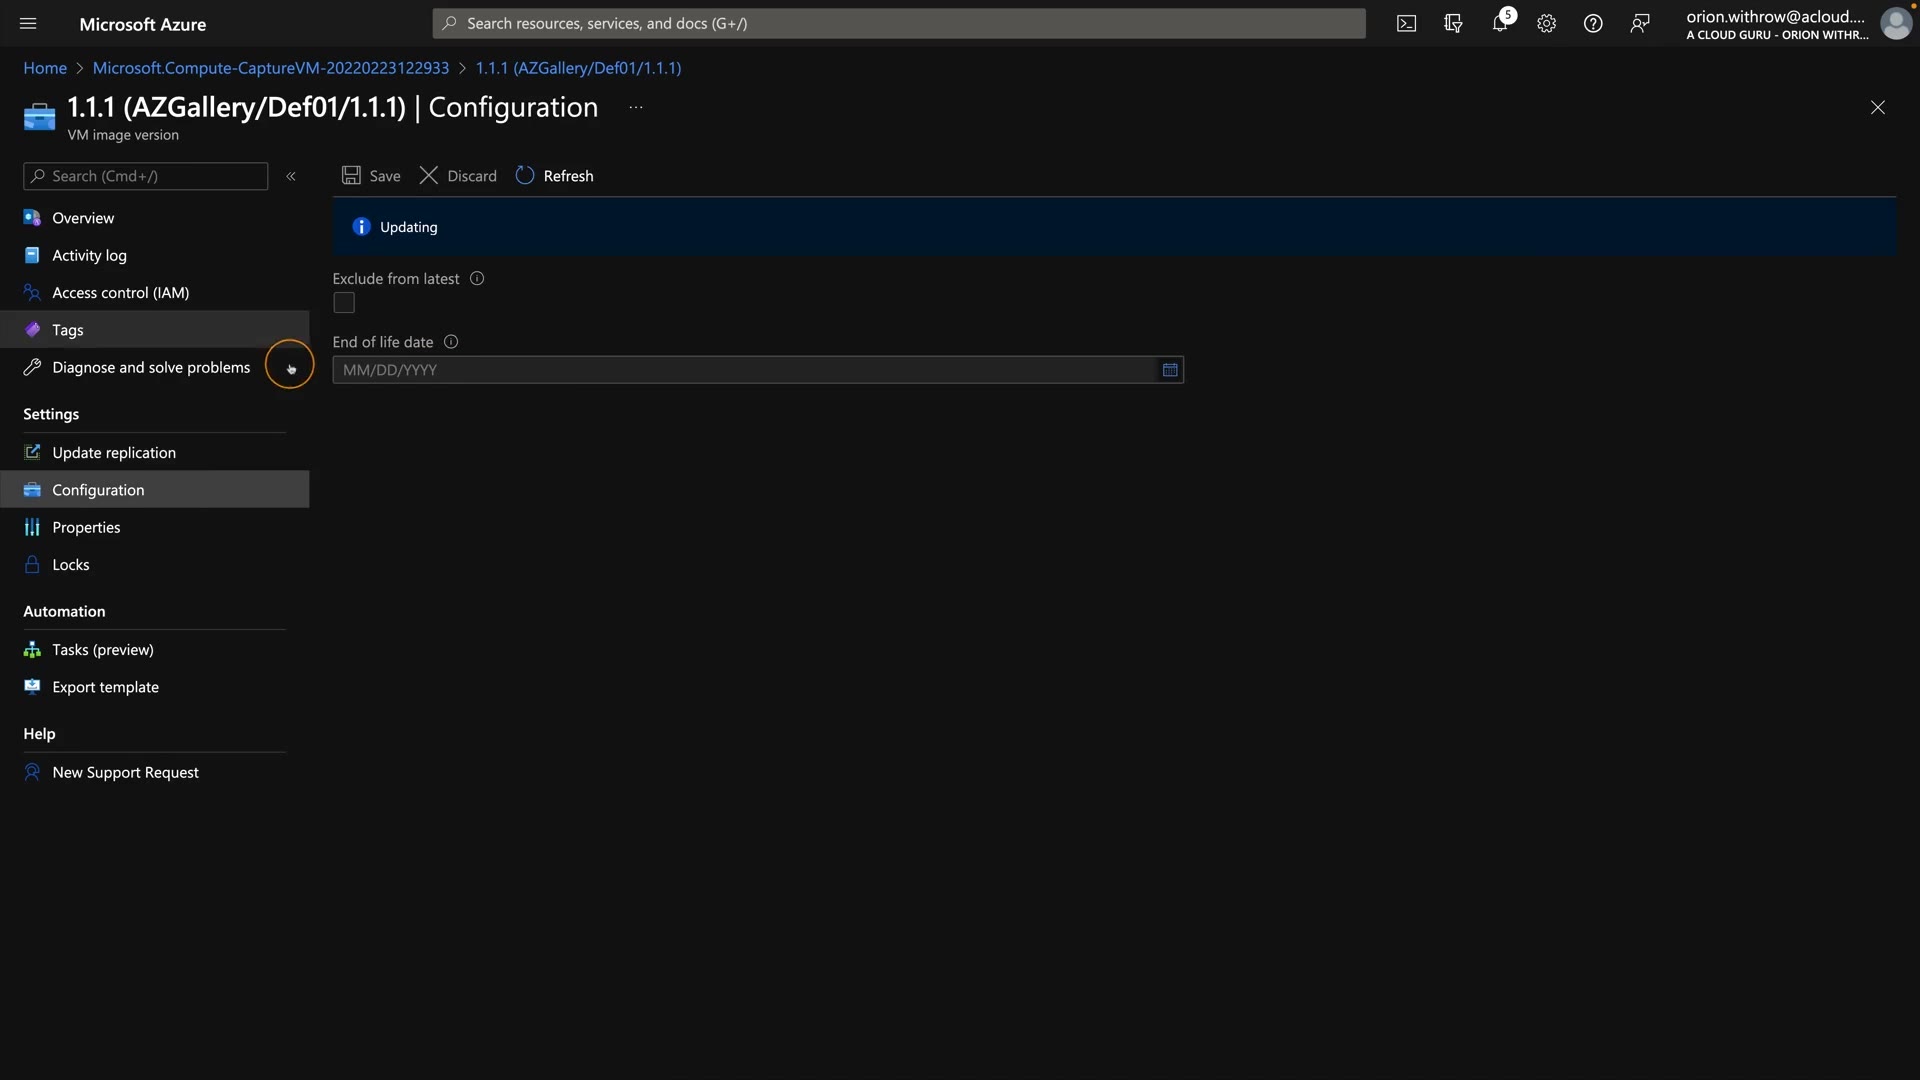 Microsoft Azure
Search resources, services, and docs (G+/)
5
orion.withrow@acloud....
A CLOUD GURU - ORION WITHR...
Home > Microsoft.Compute-CaptureVM-20220223122933 > 1.1.1 (AZGallery/Def01/1.1.1)
1.1.1 (AZGallery/Def01/1.1.1) | Configuration ...
VM image version
Search (Cmd+/)
«
Save
Discard
Refresh
Overview
Activity log
Access control (IAM)
Tags
Diagnose and solve problems
Settings
Update replication
Configuration
Properties
Locks
Automation
Tasks (preview)
Export template
Help
New Support Request
Updating
Exclude from latest
End of life date
MM/DD/YYYY